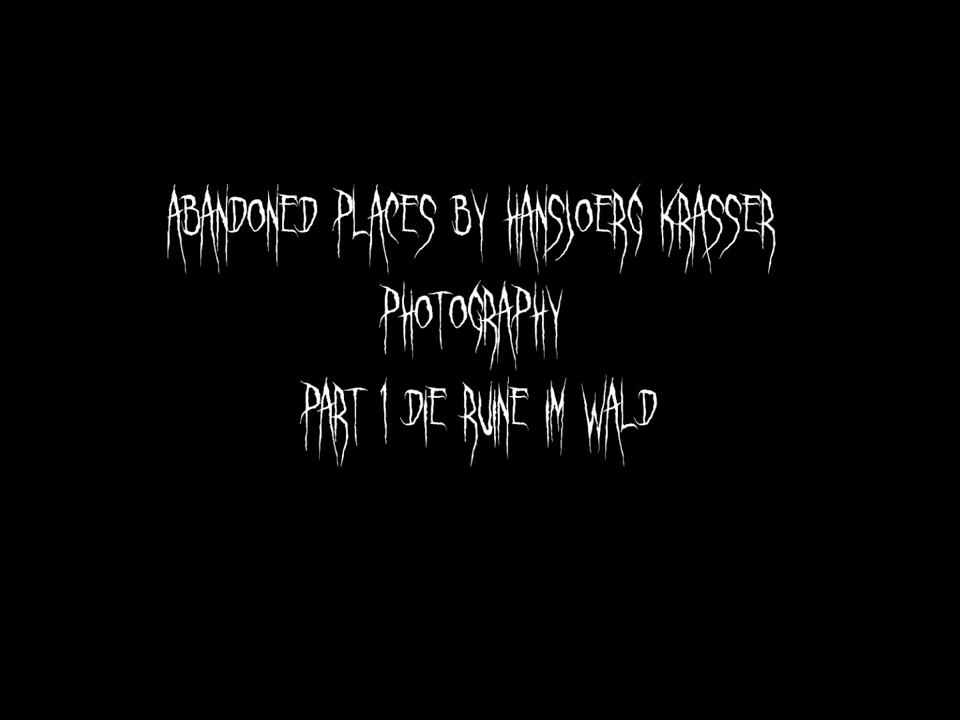 ABANDONED PLACES BY HANSJOERG KRASSER
PHOTOGRAPHY
PART 1 DIE RUINE IM WALD